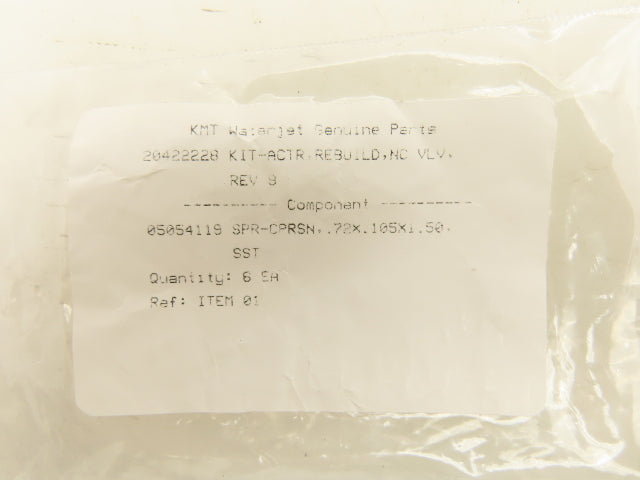 KMT Waterjet Genuine Parts
20422228 KIT-ACTR,REBUILD,NC VLV,
REV 9
---------- Component ----------
05054119 SPR-CPRSN,.72X.105X1.50,
SST
Quantity: 6 EA
Ref: ITEM 01